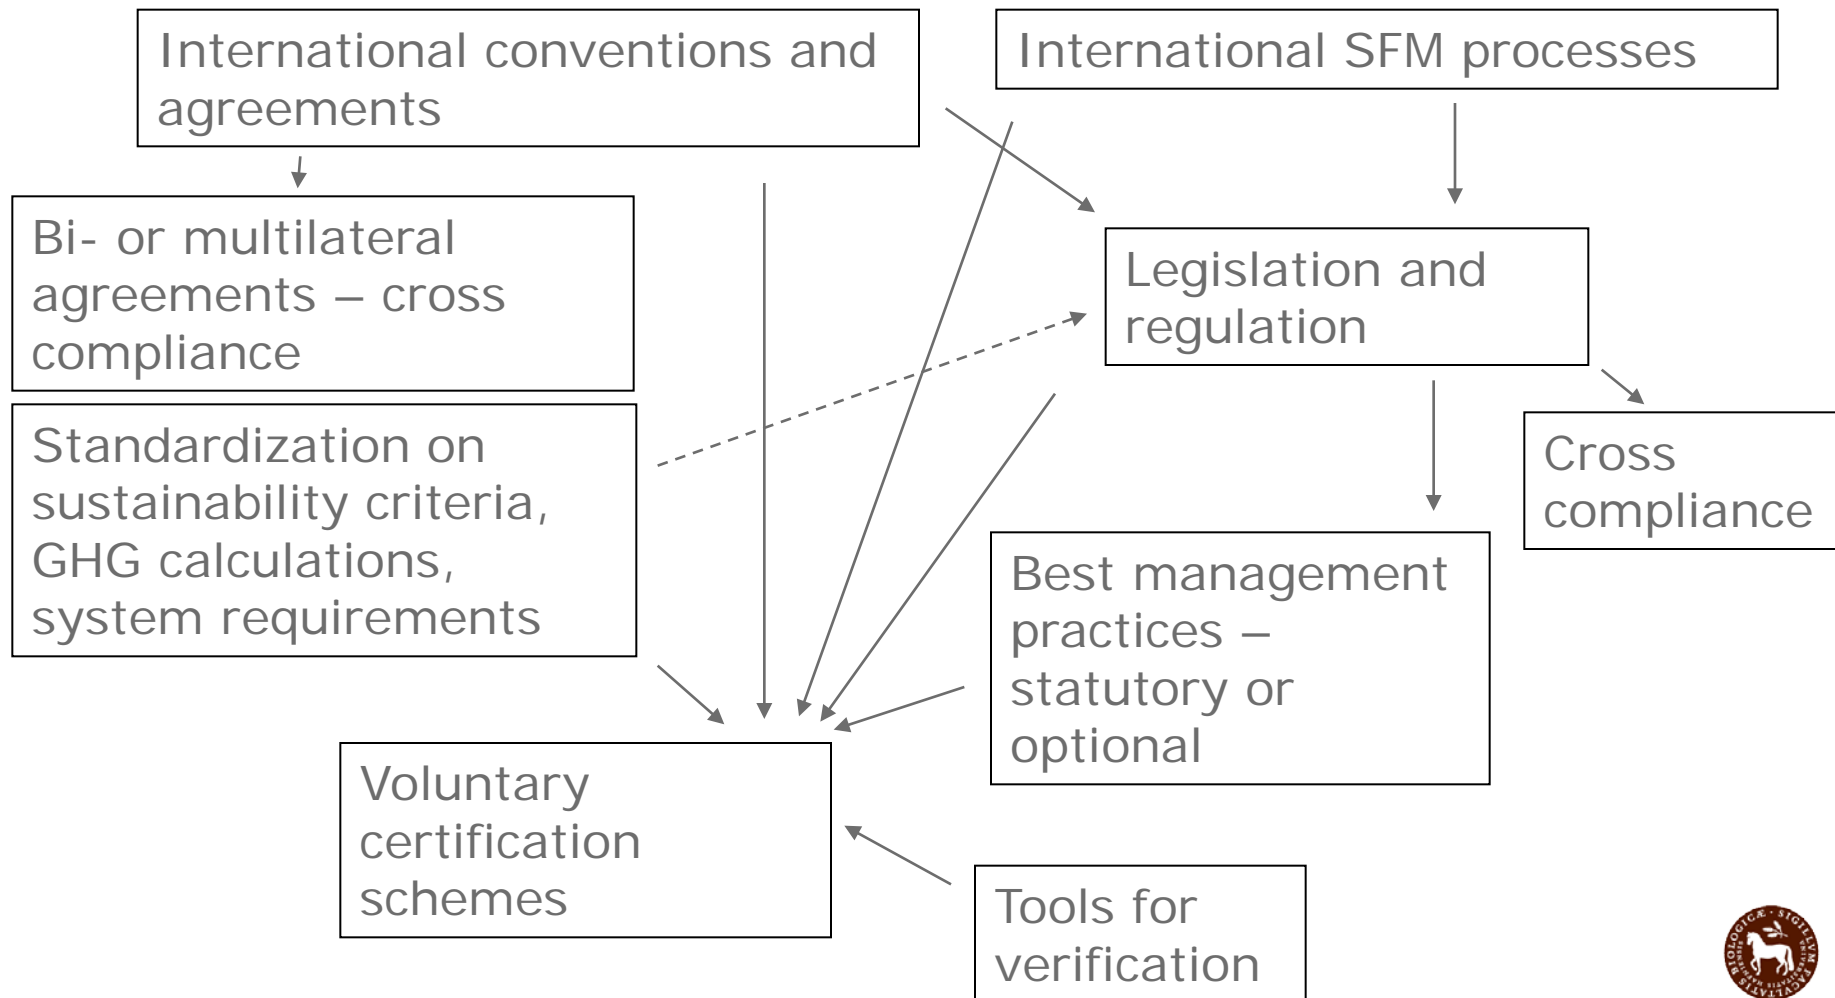 International conventions and
agreements
International SFM processes
Bi- or multilateral
agreements – cross
compliance
Legislation and
regulation
Standardization on
sustainability criteria,
GHG calculations,
system requirements
Cross
compliance
Best management
practices –
statutory or
optional
Voluntary
certification
schemes
Tools for
verification